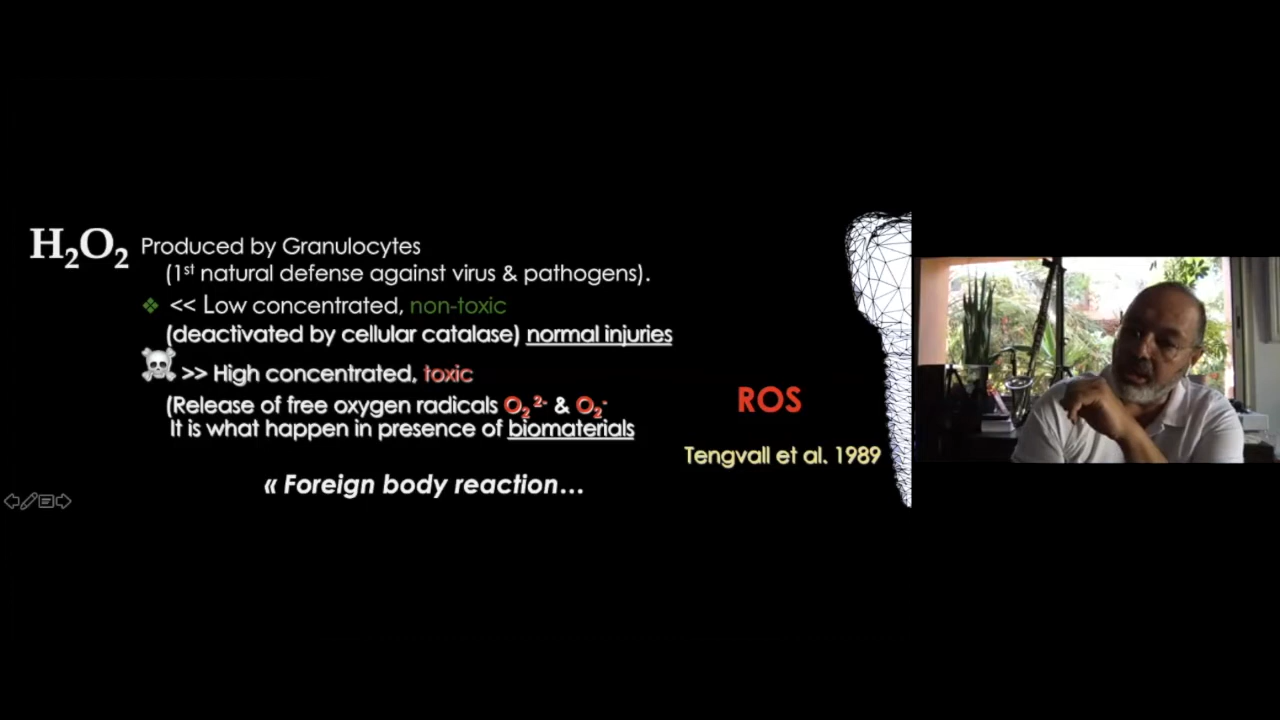 H₂O₂ Produced by Granulocytes
(1st natural defense against virus & pathogens).
❖ << Low concentrated, non-toxic
(deactivated by cellular catalase) normal injuries
>> High concentrated, toxic
(Release of free oxygen radicals O₂²⁻ & O₂⁻
It is what happen in presence of biomaterials
ROS
Tengvall et al. 1989
« Foreign body reaction...